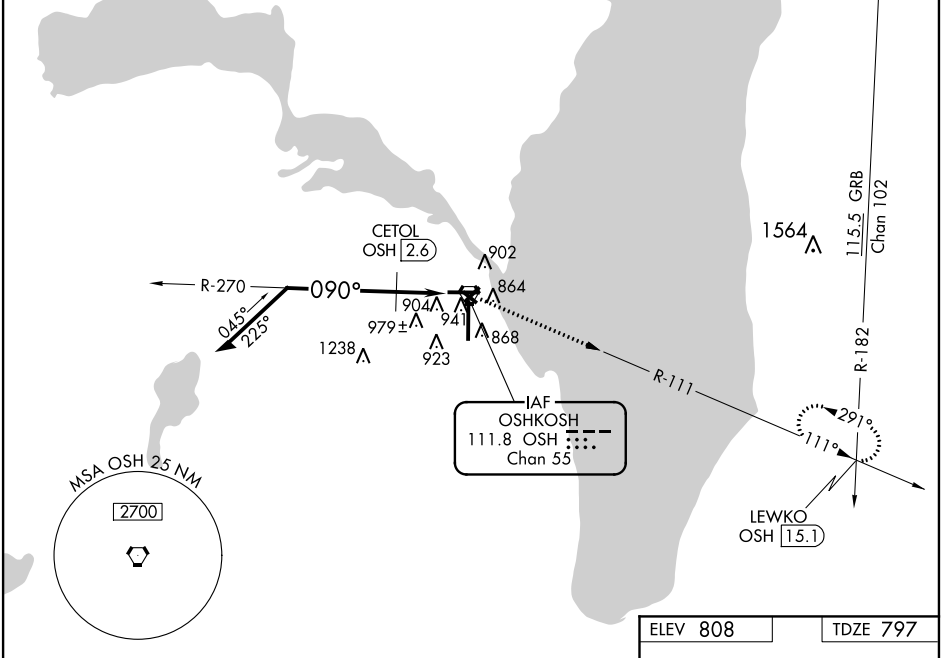 115.5 GRB
Chan 102
1564
CETOL
OSH 2.6
902
R-270
090°
864
904
941
045°
225°
979±
868
1238
923
R-182
R-111
IAF
OSHKOSH
111.8 OSH
Chan 55
291°
111°
MSA OSH 25 NM
2700
LEWKO
OSH 15.1
ELEV 808
TDZE 797